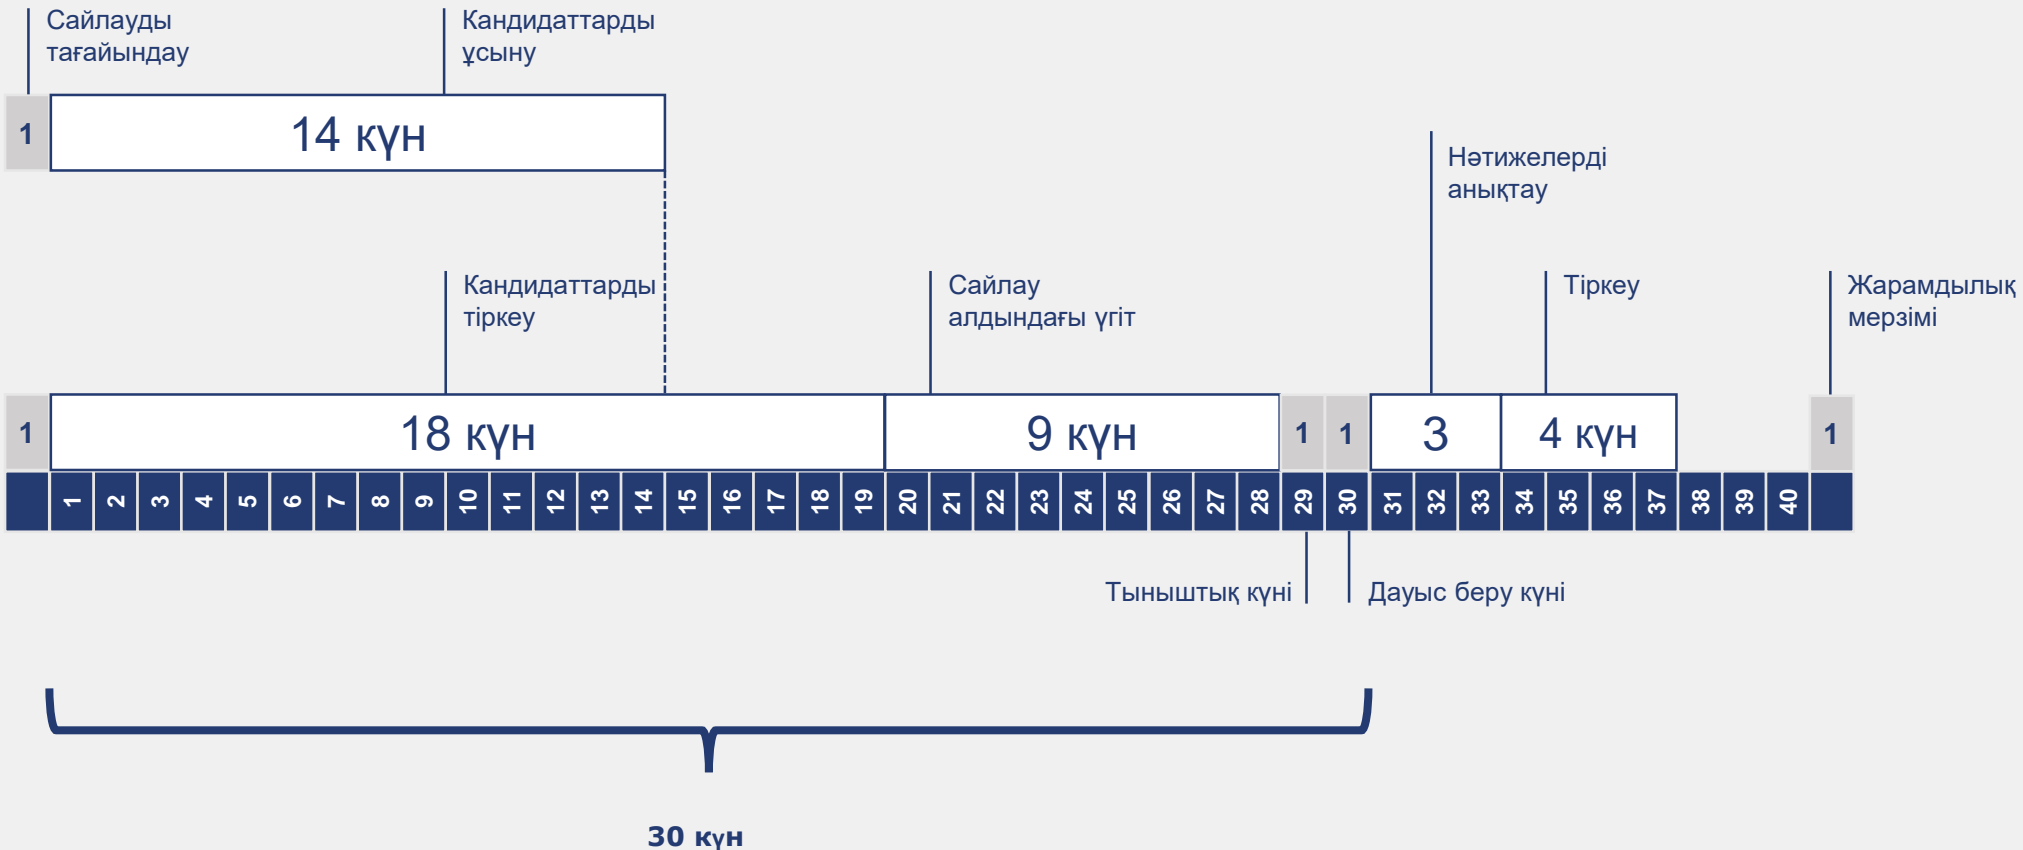 Сайлауды
тағайындау
Кандидаттарды
ұсыну
1
14 күн
Нәтижелерді
анықтау
Кандидаттарды
тіркеу
Сайлау
алдындағы үгіт
Тіркеу
Жарамдылық
мерзімі
1
18 күн
9 күн
1
1
3
4 күн
1
1 2 3 4 5 6 7 8 9 10 11 12 13 14 15 16 17 18 19 20 21 22 23 24 25 26 27 28 29 30 31 32 33 34 35 36 37 38 39 40
Тыныштық күні
Дауыс беру күні
30 күн